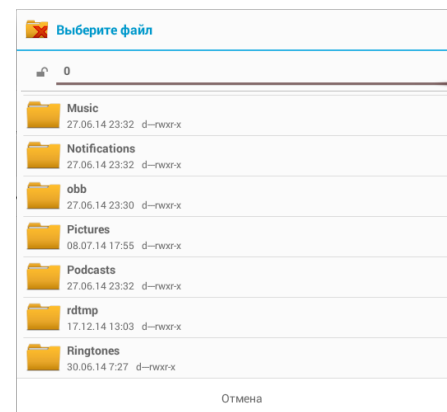 Выберите файл
0
Music
27.06.14 23:32 d---rwxr-x
Notifications
27.06.14 23:32 d---rwxr-x
obb
27.06.14 23:30 d---rwxr-x
Pictures
08.07.14 17:55 d---rwxr-x
Podcasts
27.06.14 23:32 d---rwxr-x
rdtmp
17.12.14 13:03 d---rwxr-x
Ringtones
30.06.14 7:27 d---rwxr-x
Отмена